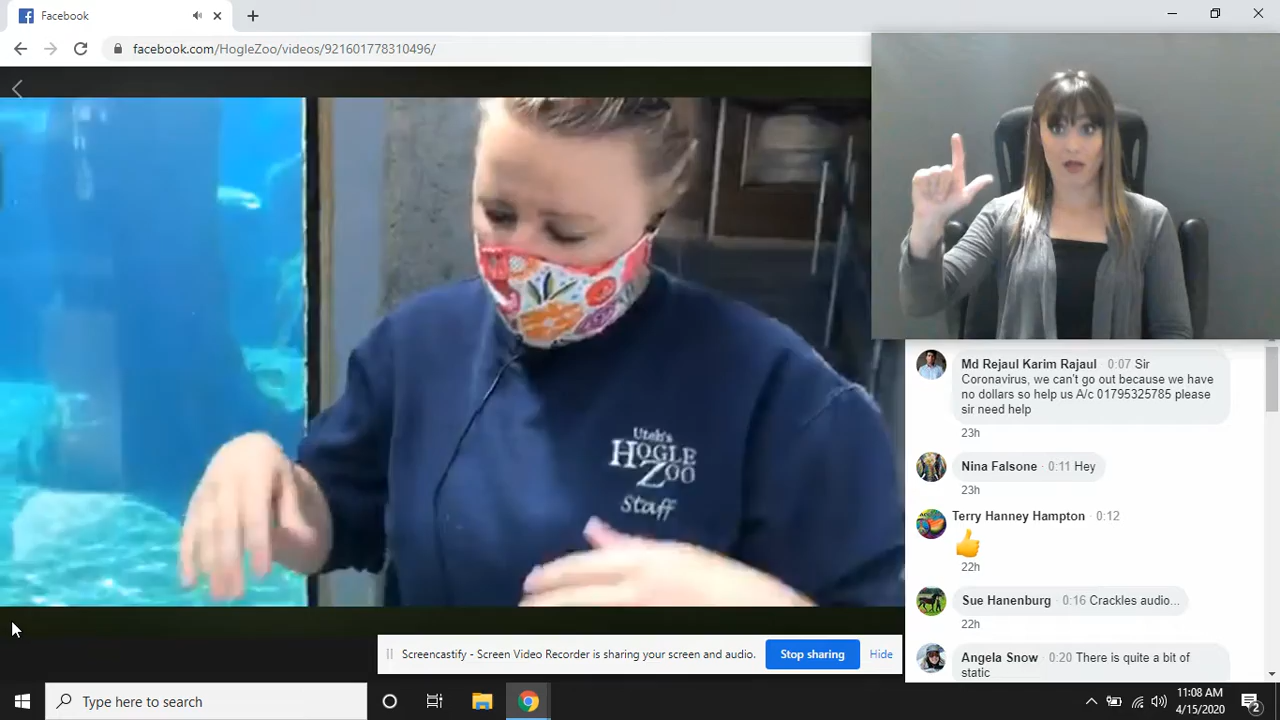 Facebook
facebook.com/HogleZoo/videos/921601778310496/
Utah's
HOGLE
ZOO
Staff
Md Rejaul Karim Rajaul 0:07 Sir
Coronavirus, we can't go out because we have
no dollars so help us A/c 01795325785 please
sir need help
23h
Nina Falsone · 0:11 Hey
23h
Terry Hanney Hampton · 0:12
22h
Sue Hanenburg · 0:16 Crackles audio...
22h
Angela Snow · 0:20 There is quite a bit of
static
Screencastify - Screen Video Recorder is sharing your screen and audio.
Stop sharing
Hide
Type here to search
11:08 AM
4/15/2020
2